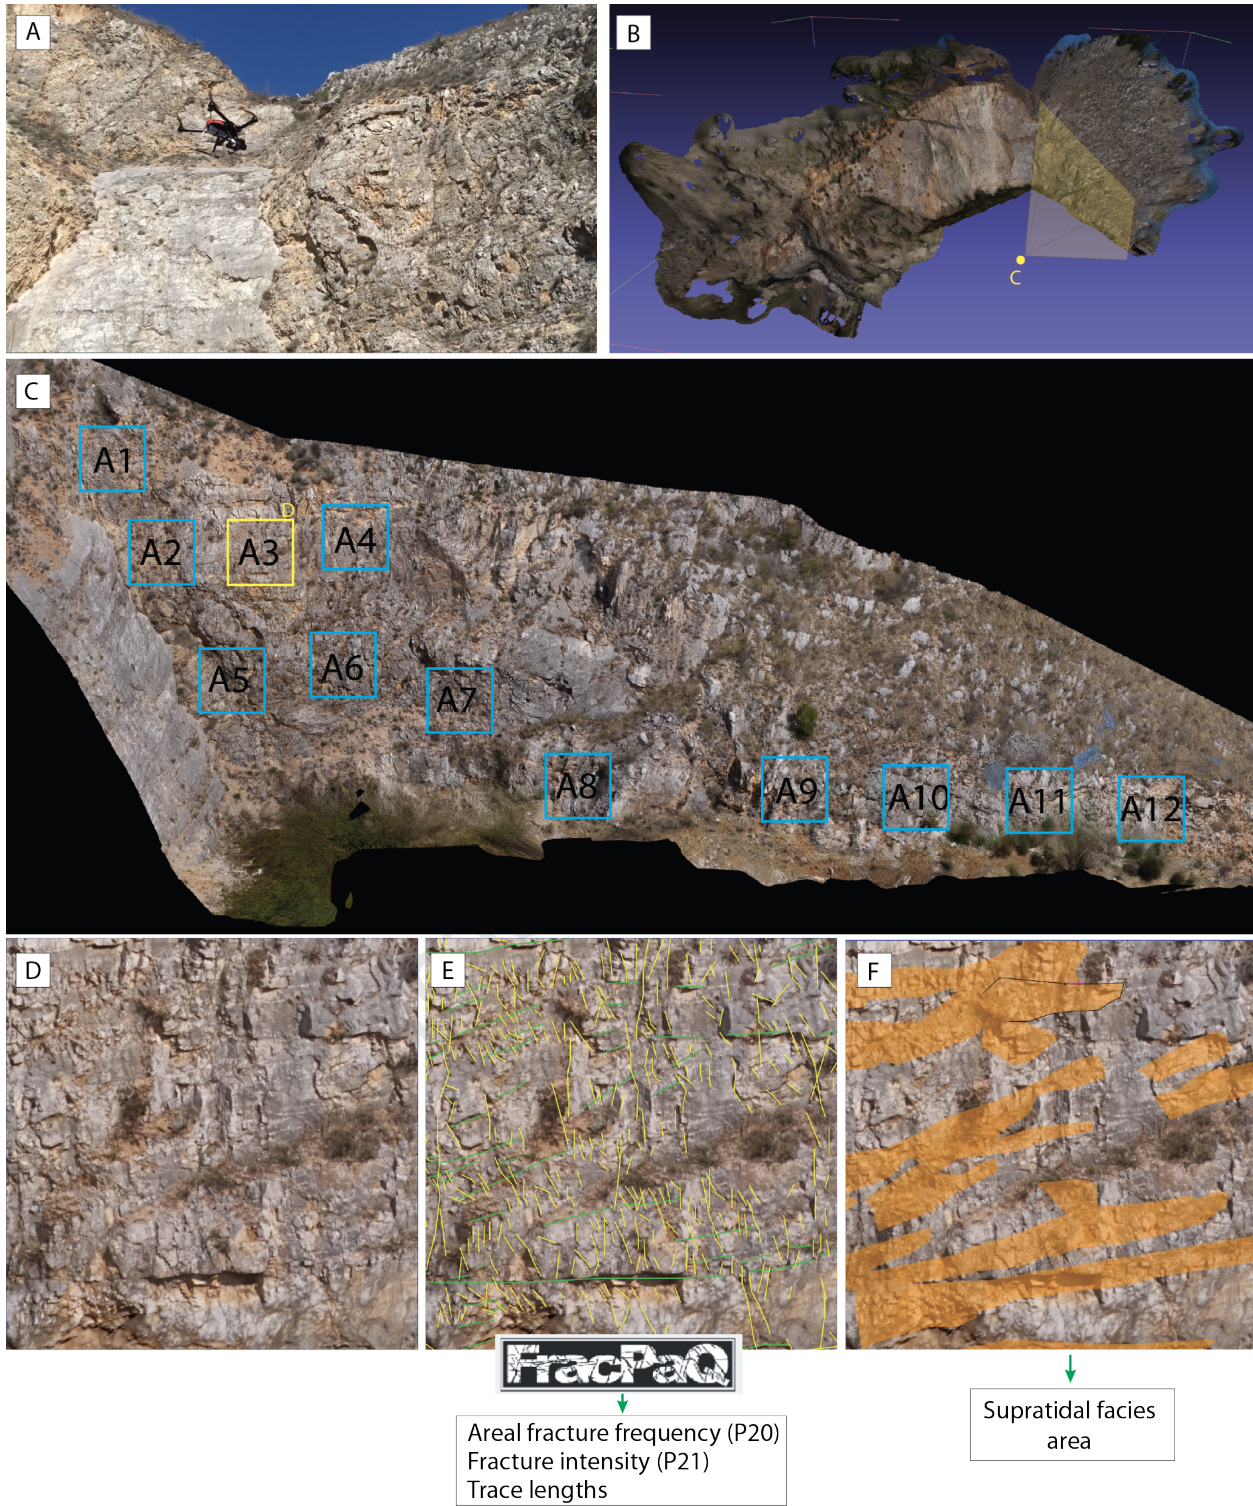 A
B
C
C
D
A1
A2
A3
A4
A5
A6
A7
A8
A9
A10
A11
A12
D
E
F
FracPaQ
Areal fracture frequency (P20)
Fracture intensity (P21)
Trace lengths
Supratidal facies
area